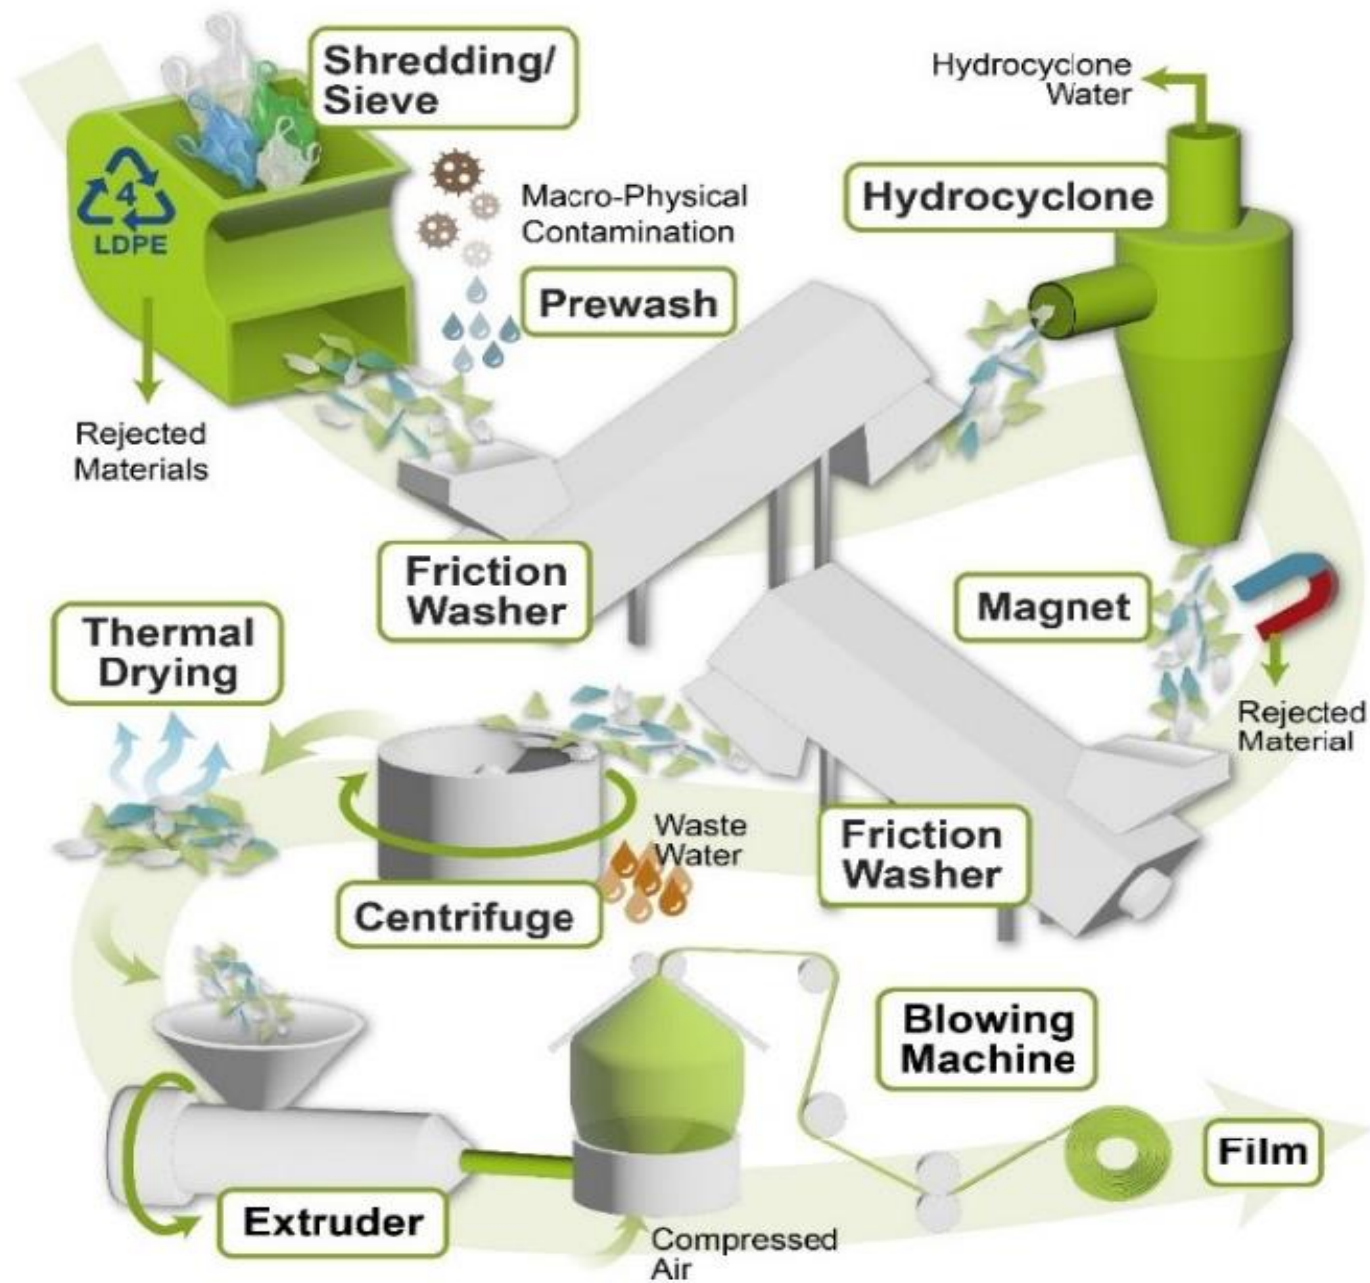 Shredding/
Sieve
4
LDPE
Macro-Physical
Contamination
Prewash
Rejected
Materials
Hydrocyclone
Water
Hydrocyclone
Friction
Washer
Magnet
Rejected
Material
Thermal
Drying
Waste
Water
Friction
Washer
Centrifuge
Blowing
Machine
Extruder
Compressed
Air
Film